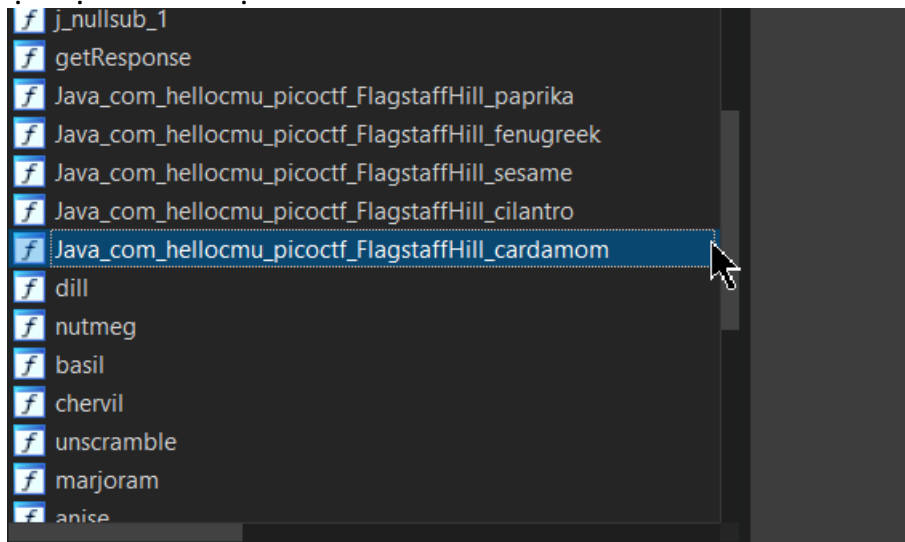 j_nullsub_1
getResponse
Java_com_hellocmu_picoctf_FlagstaffHill_paprika
Java_com_hellocmu_picoctf_FlagstaffHill_fenugreek
Java_com_hellocmu_picoctf_FlagstaffHill_sesame
Java_com_hellocmu_picoctf_FlagstaffHill_cilantro
Java_com_hellocmu_picoctf_FlagstaffHill_cardamom
dill
nutmeg
basil
chervil
unscramble
marjoram
anise